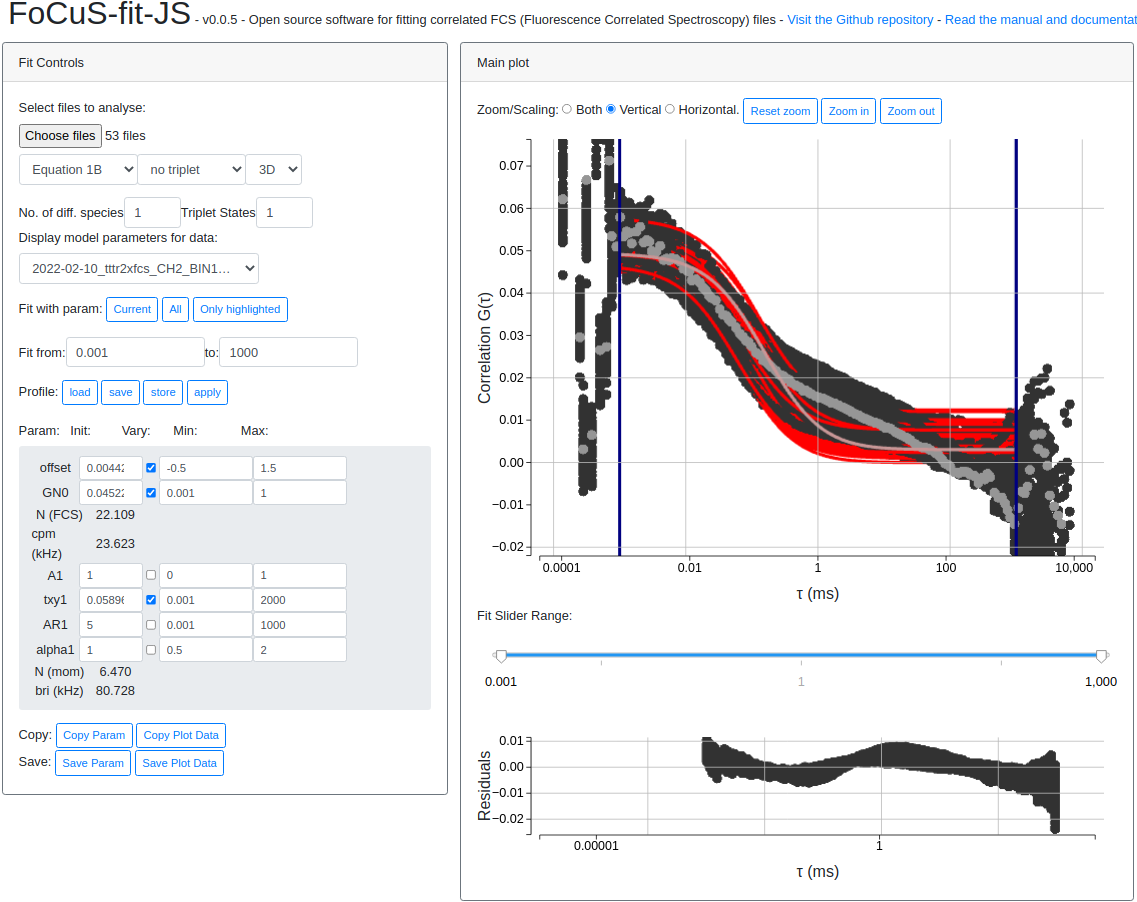 FoCuS-fit-JS - v0.0.5 - Open source software for fitting correlated FCS (Fluorescence Correlated Spectroscopy) files - Visit the Github repository - Read the manual and documentat
Fit Controls
Select files to analyse:
Choose files 53 files
Equation 1B no triplet 3D
No. of diff. species 1 Triplet States 1
Display model parameters for data:
2022-02-10_tttr2xfcs_CH2_BIN1...
Fit with param: Current All Only highlighted
Fit from: 0.001 to: 1000
Profile: load save store apply
Param: Init: Vary: Min: Max:
offset 0.00442 -0.5 1.5
GN0 0.04522 0.001 1
N (FCS) 22.109
cpm
(kHz) 23.623
A1 1 0 1
txy1 0.05896 0.001 2000
AR1 5 0.001 1000
alpha1 1 0.5 2
N (mom) 6.470
bri (kHz) 80.728
Copy: Copy Param Copy Plot Data
Save: Save Param Save Plot Data
Main plot
Zoom/Scaling: Both Vertical Horizontal. Reset zoom Zoom in Zoom out
Correlation G(τ)
0.07
0.06
0.05
0.04
0.03
0.02
0.01
0.00
−0.01
−0.02
0.0001 0.01 1 100 10,000
τ (ms)
Fit Slider Range:
0.001 1 1,000
Residuals
0.01
0.00
−0.01
−0.02
0.00001 1
τ (ms)